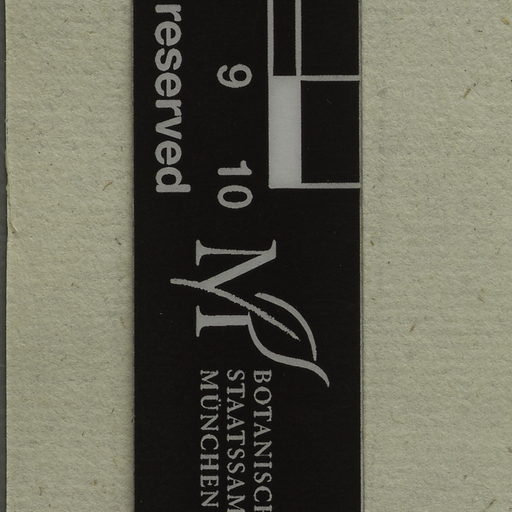 reserved
9 10
M
BOTANISCH
STAATSSAM
MÜNCHEN